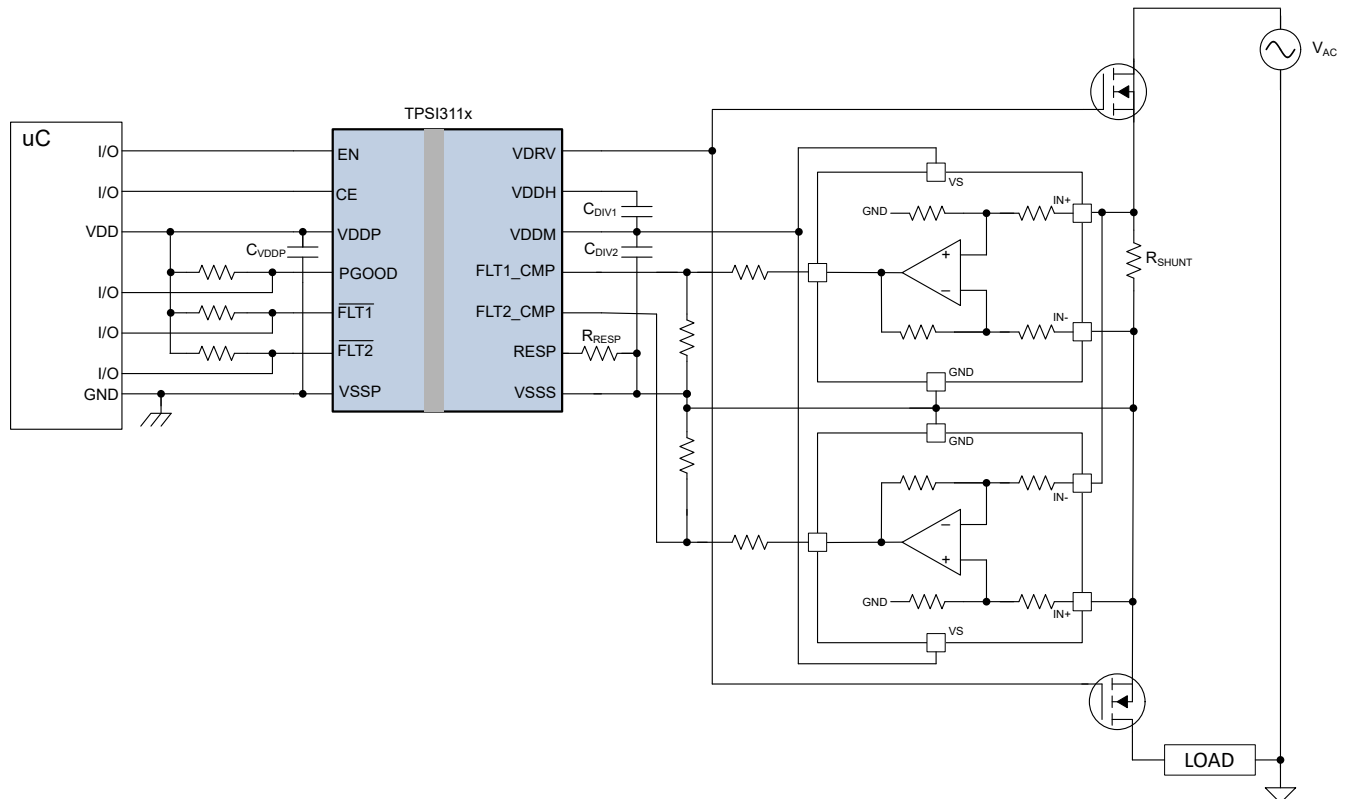 uC
I/O
I/O
VDD
I/O
I/O
I/O
GND
C_VDDP
TPSI311x
EN
CE
VDDP
PGOOD
FLT1
FLT2
VSSP
VDRV
VDDH
VDDM
FLT1_CMP
FLT2_CMP
RESP
VSSS
C_DIV1
C_DIV2
R_RESP
VS
GND
IN+
+
−
IN-
GND
R_SHUNT
V_AC
GND
IN-
−
+
GND
IN+
VS
LOAD